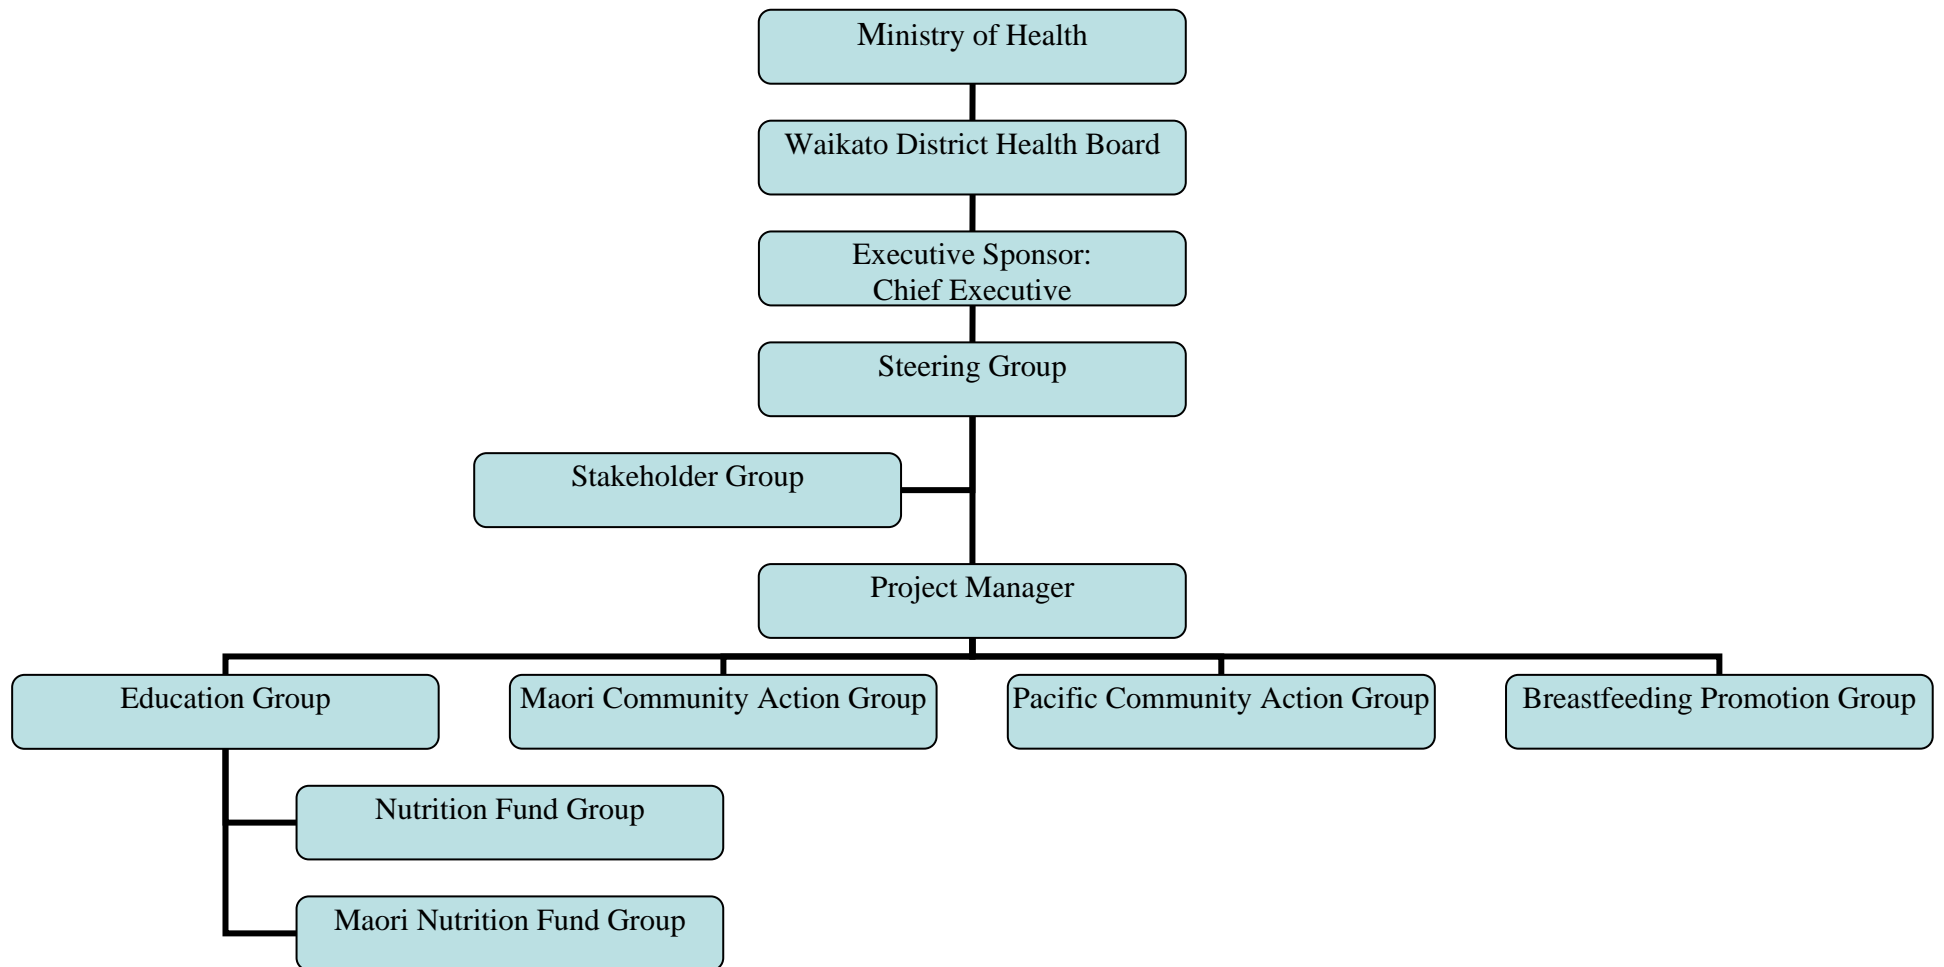 Ministry of Health
Waikato District Health Board
Executive Sponsor:
Chief Executive
Steering Group
Stakeholder Group
Project Manager
Education Group
Maori Community Action Group
Pacific Community Action Group
Breastfeeding Promotion Group
Nutrition Fund Group
Maori Nutrition Fund Group